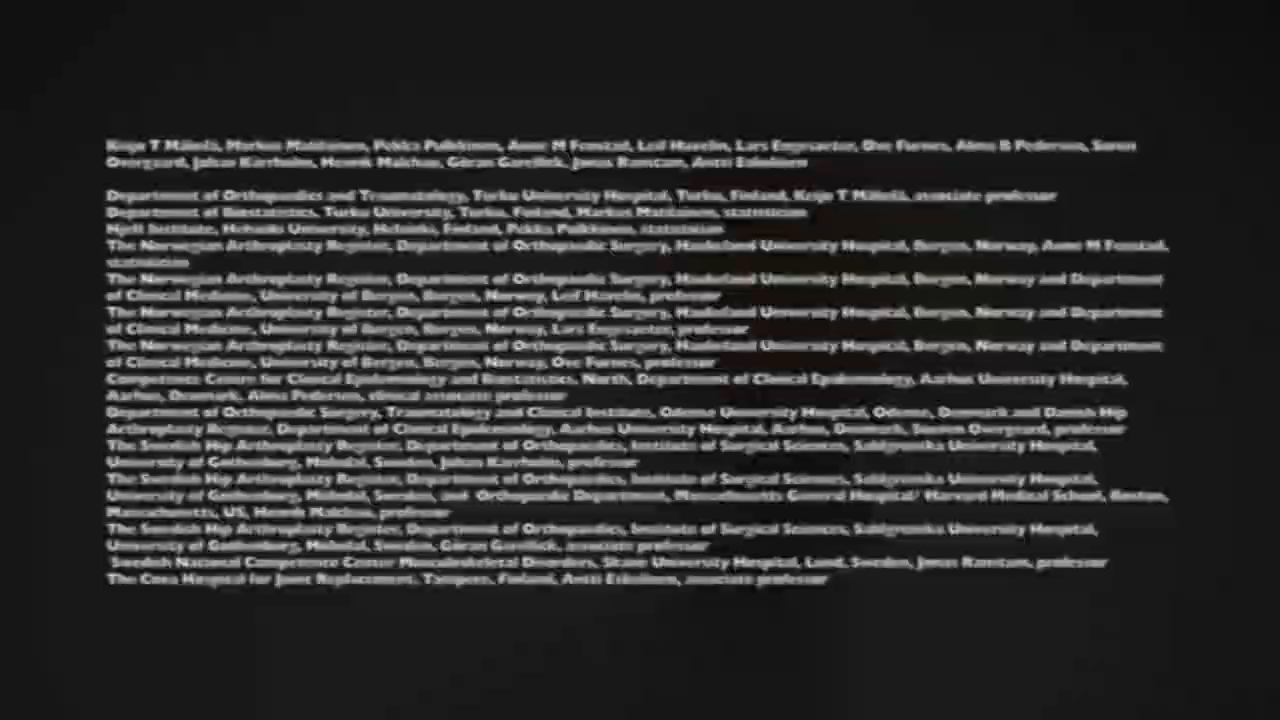 Keijo T Mäkelä, Markus Matilainen, Pekka Pulkkinen, Anne M Fenstad, Leif Havelin, Lars Engesaeter, Ove Furnes, Alma B Pedersen, Søren
Overgaard, Johan Kärrholm, Henrik Malchau, Göran Garellick, Jonas Ranstam, Antti Eskelinen
Department of Orthopaedics and Traumatology, Turku University Hospital, Turku, Finland, Keijo T Mäkelä, associate professor
Department of Biostatistics, Turku University, Turku, Finland, Markus Matilainen, statistician
Institute, Helsinki University, Helsinki, Finland, Pekka Pulkkinen, statistician
The Norwegian Arthroplasty Register, Department of Orthopaedic Surgery, Haukeland University Hospital, Bergen, Norway, Anne M Fenstad,
statistician
The Norwegian Arthroplasty Register, Department of Orthopaedic Surgery, Haukeland University Hospital, Bergen, Norway and Department
of Clinical Medicine, University of Bergen, Bergen, Norway, Leif Havelin, professor
The Norwegian Arthroplasty Register, Department of Orthopaedic Surgery, Haukeland University Hospital, Bergen, Norway and Department
of Clinical Medicine, University of Bergen, Bergen, Norway, Lars Engesaeter, professor
The Norwegian Arthroplasty Register, Department of Orthopaedic Surgery, Haukeland University Hospital, Bergen, Norway and Department
of Clinical Medicine, University of Bergen, Bergen, Norway, Ove Furnes, professor
Competence Centre for Clinical Epidemiology and Biostatistics, North, Department of Clinical Epidemiology, Aarhus University Hospital,
Aarhus, Denmark, Alma Pedersen, clinical associate professor
Department of Orthopaedic Surgery, Traumatology and Clinical Institute, Odense University Hospital, Odense, Denmark and Danish Hip
Arthroplasty Register, Department of Clinical Epidemiology, Aarhus University Hospital, Aarhus, Denmark, Søren Overgaard, professor
The Swedish Hip Arthroplasty Register, Department of Orthopaedics, Institute of Surgical Sciences, Sahlgrenska University Hospital,
University of Gothenburg, Mölndal, Sweden, Johan Kärrholm, professor
The Swedish Hip Arthroplasty Register, Department of Orthopaedics, Institute of Surgical Sciences, Sahlgrenska University Hospital,
University of Gothenburg, Mölndal, Sweden, and Orthopaedic Department, Massachusetts General Hospital/ Harvard Medical School, Boston,
Massachusetts, US, Henrik Malchau, professor
The Swedish Hip Arthroplasty Register, Department of Orthopaedics, Institute of Surgical Sciences, Sahlgrenska University Hospital,
University of Gothenburg, Mölndal, Sweden, Göran Garellick, associate professor
Swedish National Competence Center Musculoskeletal Disorders, Skane University Hospital, Lund, Sweden, Jonas Ranstam, professor
The Coxa Hospital for Joint Replacement, Tampere, Finland, Antti Eskelinen, associate professor